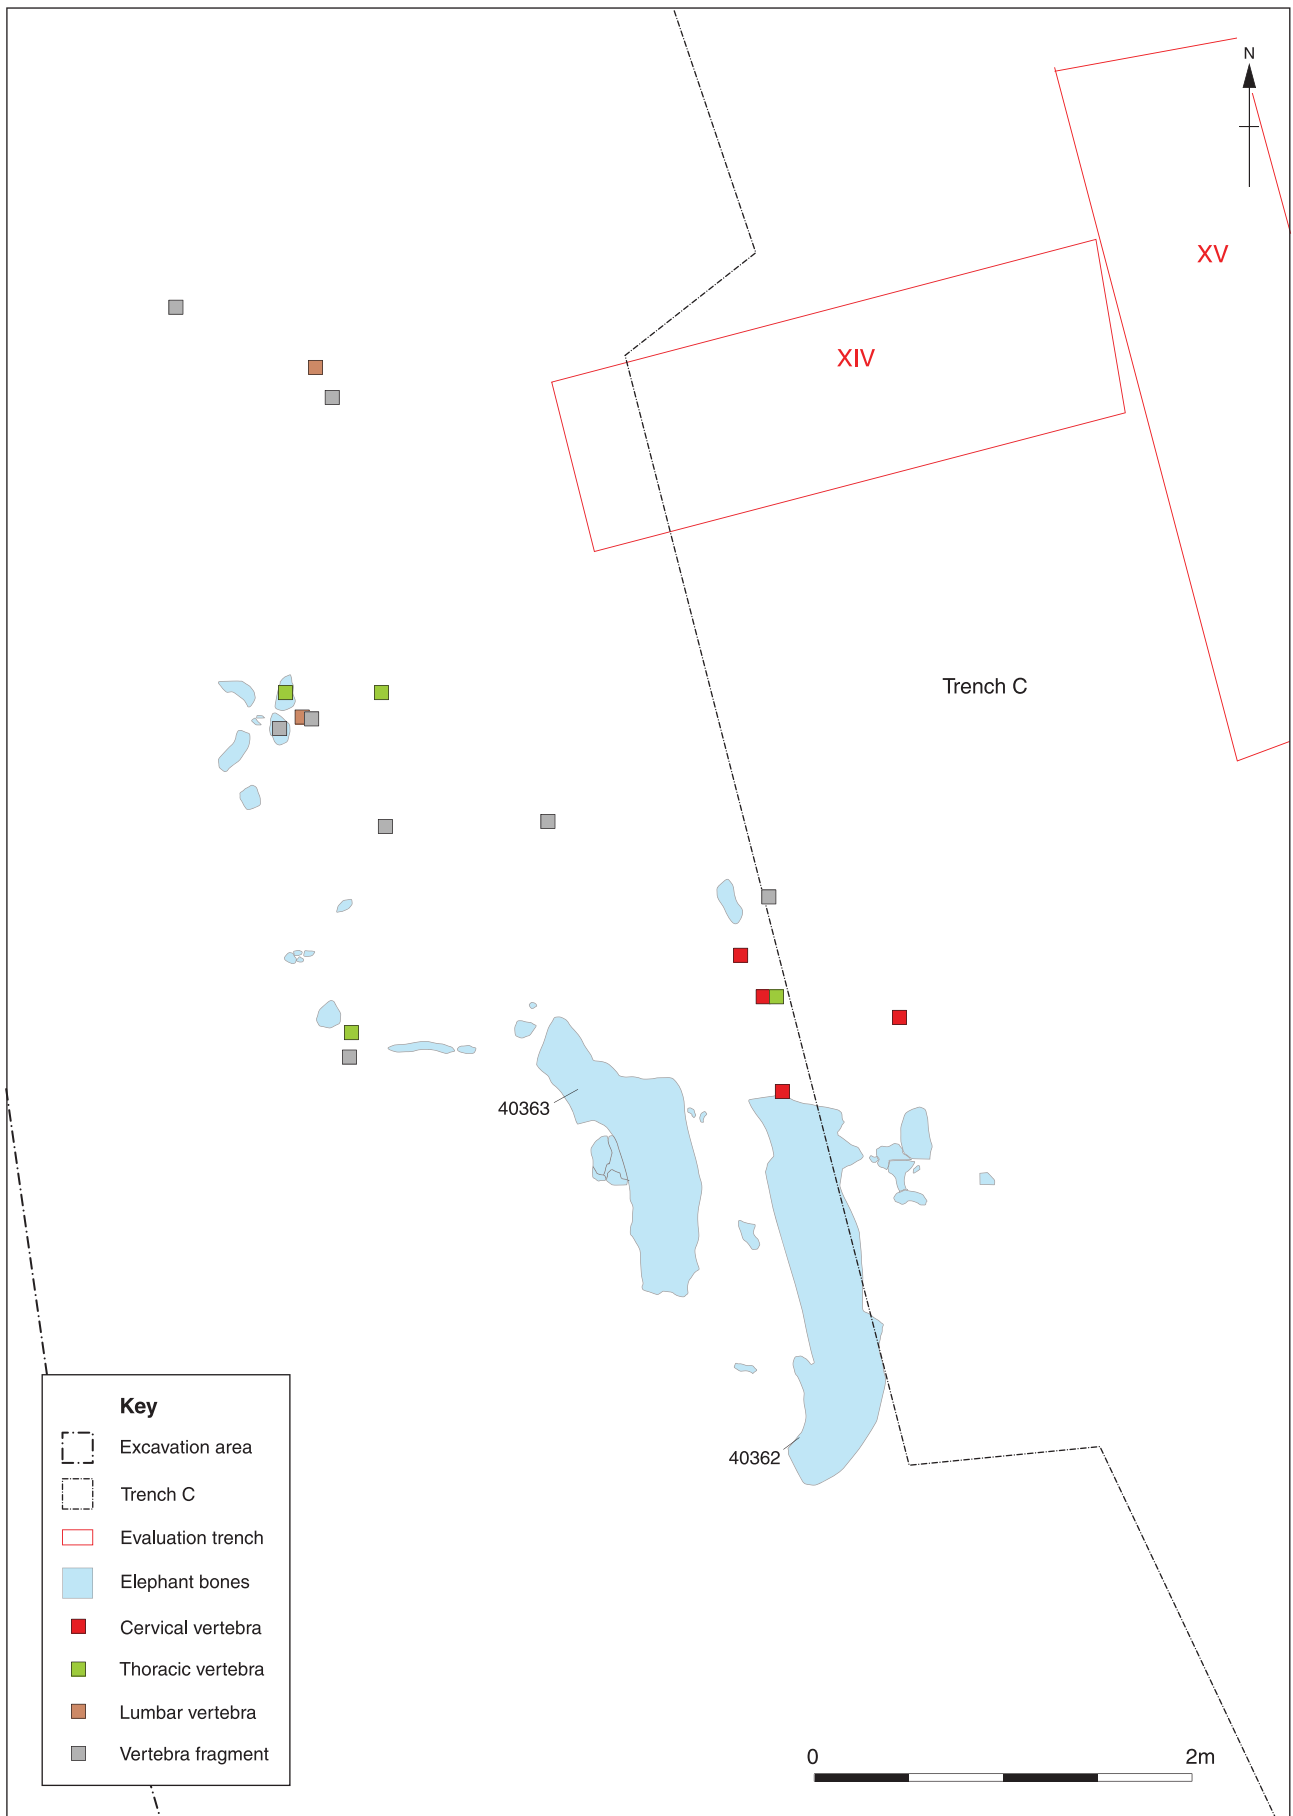 N
XV
XIV
Trench C
40363
40362
Key
Excavation area
Trench C
Evaluation trench
Elephant bones
Cervical vertebra
Thoracic vertebra
Lumbar vertebra
Vertebra fragment
0 2m